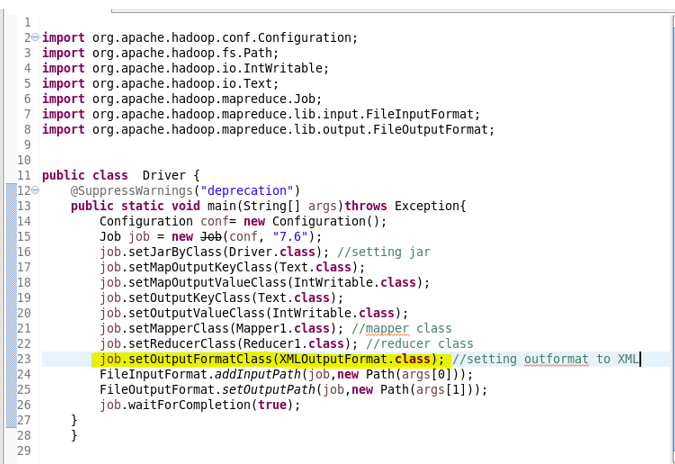 1
2 import org.apache.hadoop.conf.Configuration;
3 import org.apache.hadoop.fs.Path;
4 import org.apache.hadoop.io.IntWritable;
5 import org.apache.hadoop.io.Text;
6 import org.apache.hadoop.mapreduce.Job;
7 import org.apache.hadoop.mapreduce.lib.input.FileInputFormat;
8 import org.apache.hadoop.mapreduce.lib.output.FileOutputFormat;
9
10
11 public class  Driver {
12     @SuppressWarnings("deprecation")
13     public static void main(String[] args)throws Exception{
14         Configuration conf= new Configuration();
15         Job job = new Job(conf, "7.6");
16         job.setJarByClass(Driver.class); //setting jar
17         job.setMapOutputKeyClass(Text.class);
18         job.setMapOutputValueClass(IntWritable.class);
19         job.setOutputKeyClass(Text.class);
20         job.setOutputValueClass(IntWritable.class);
21         job.setMapperClass(Mapper1.class); //mapper class
22         job.setReducerClass(Reducer1.class); //reducer class
23         job.setOutputFormatClass(XMLOutputFormat.class); //setting outformat to XML
24         FileInputFormat.addInputPath(job,new Path(args[0]));
25         FileOutputFormat.setOutputPath(job,new Path(args[1]));
26         job.waitForCompletion(true);
27     }
28     }
29